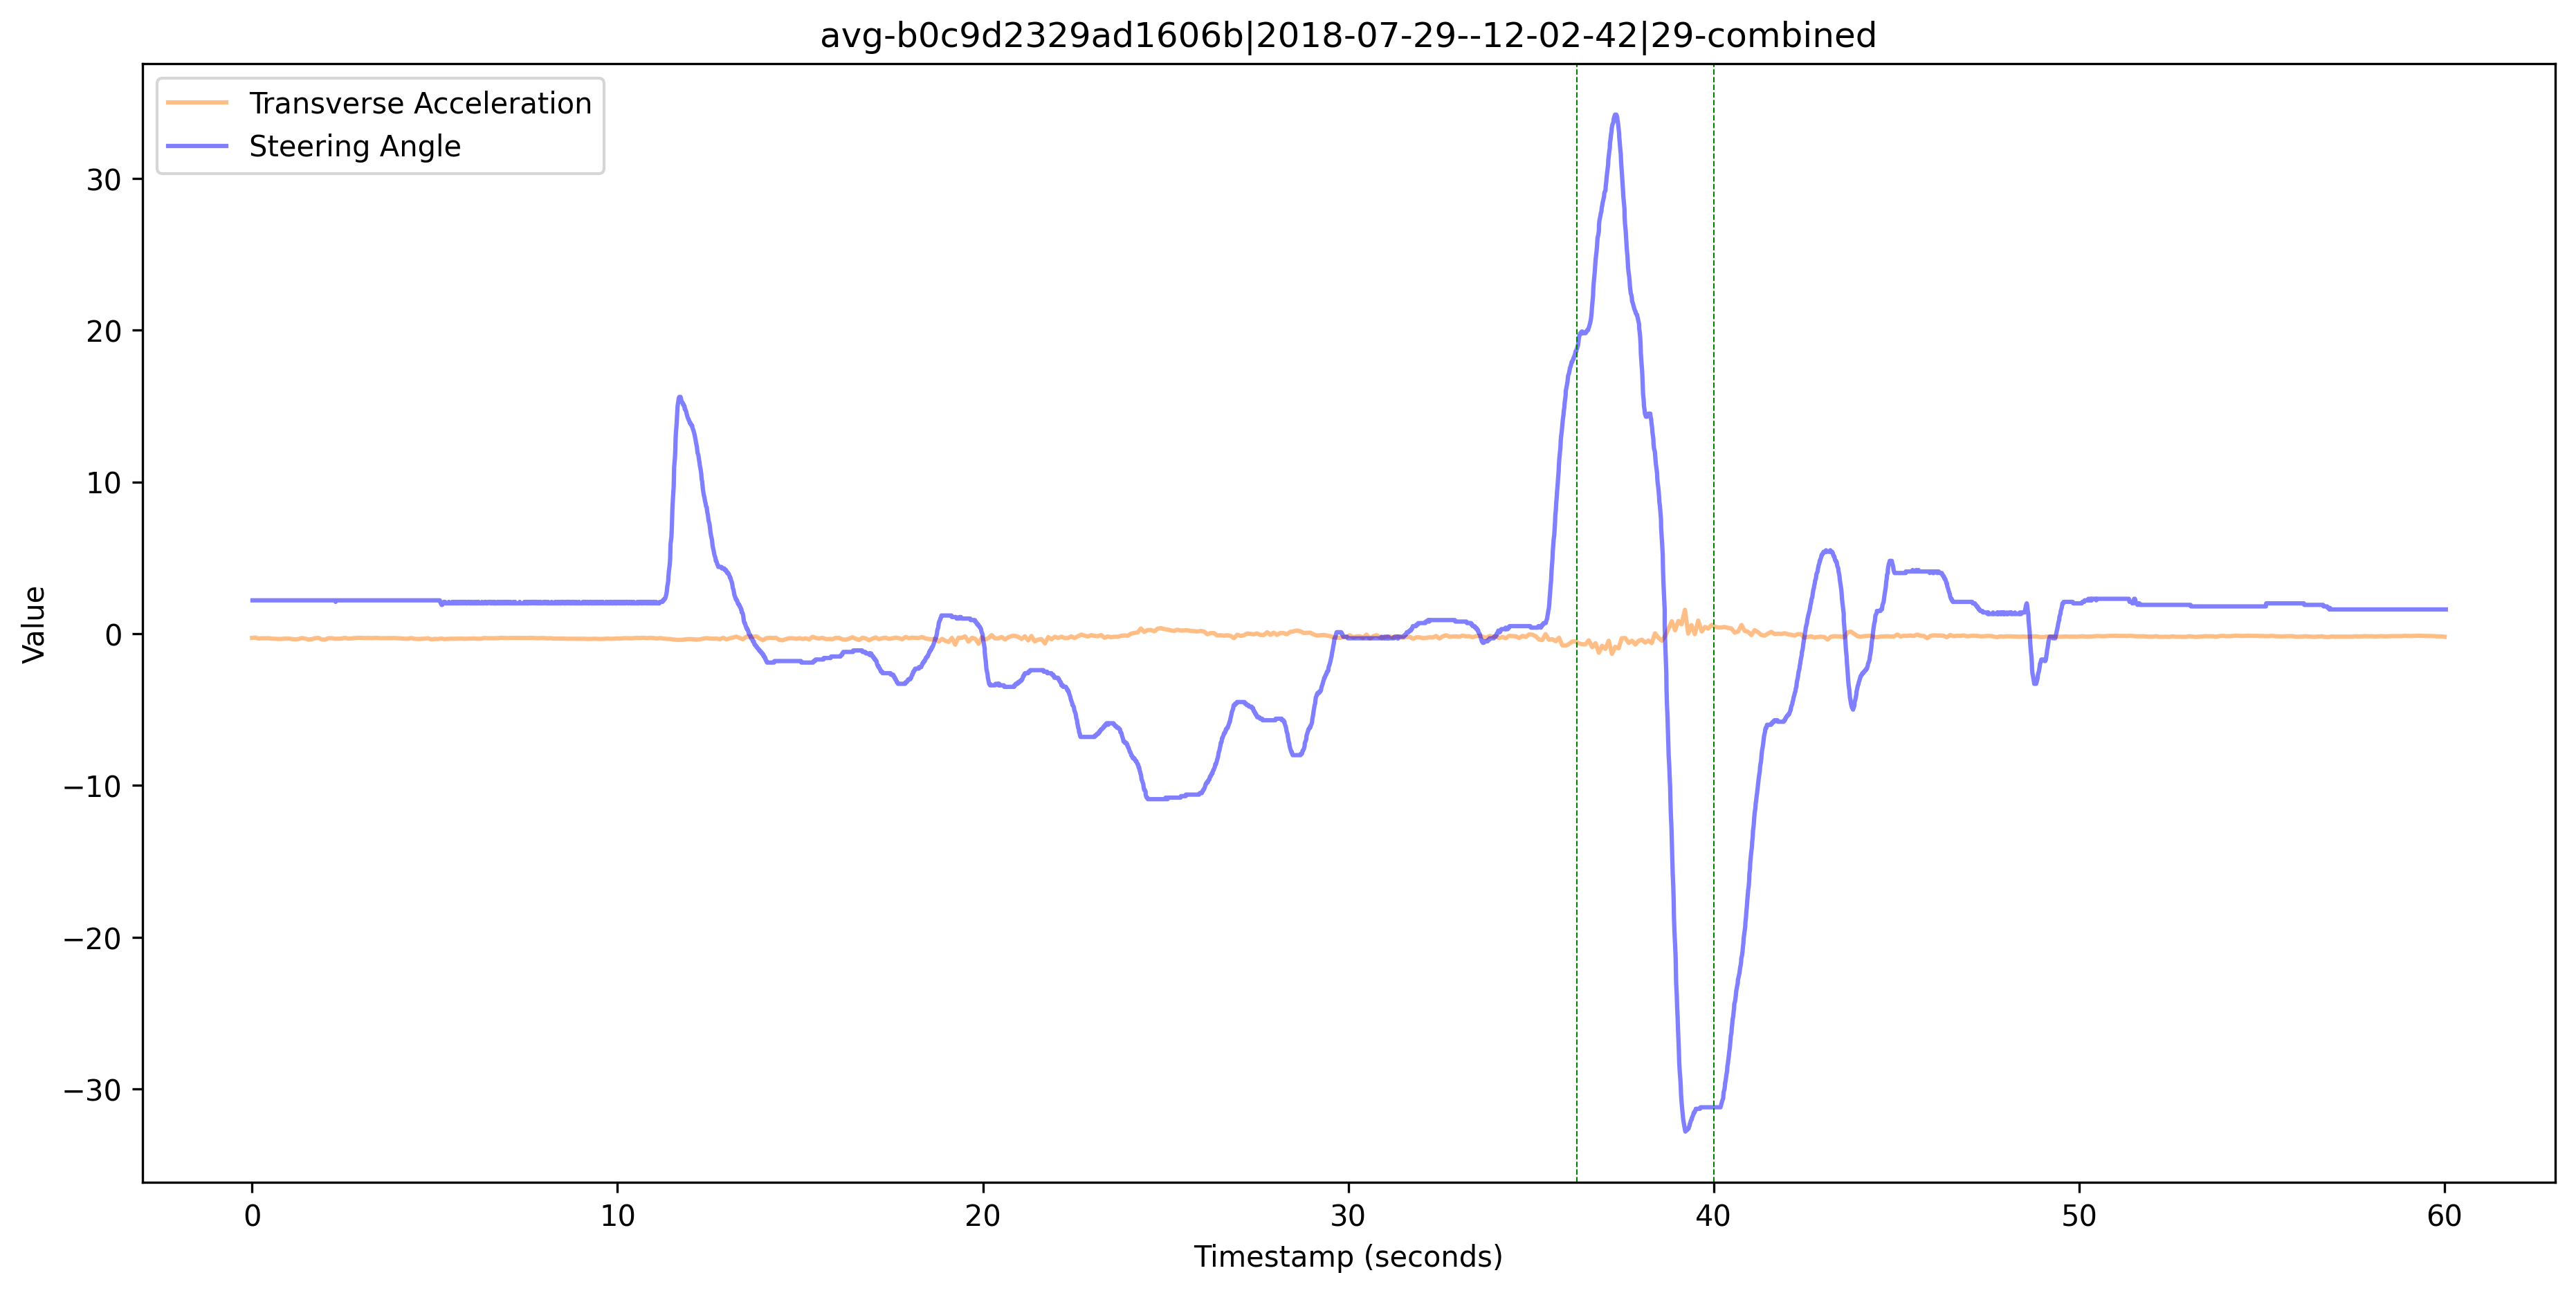 avg-b0c9d2329ad1606b|2018-07-29--12-02-42|29-combined
Transverse Acceleration
Steering Angle
30
20
10
0
−10
−20
−30
Value
0 10 20 30 40 50 60
Timestamp (seconds)